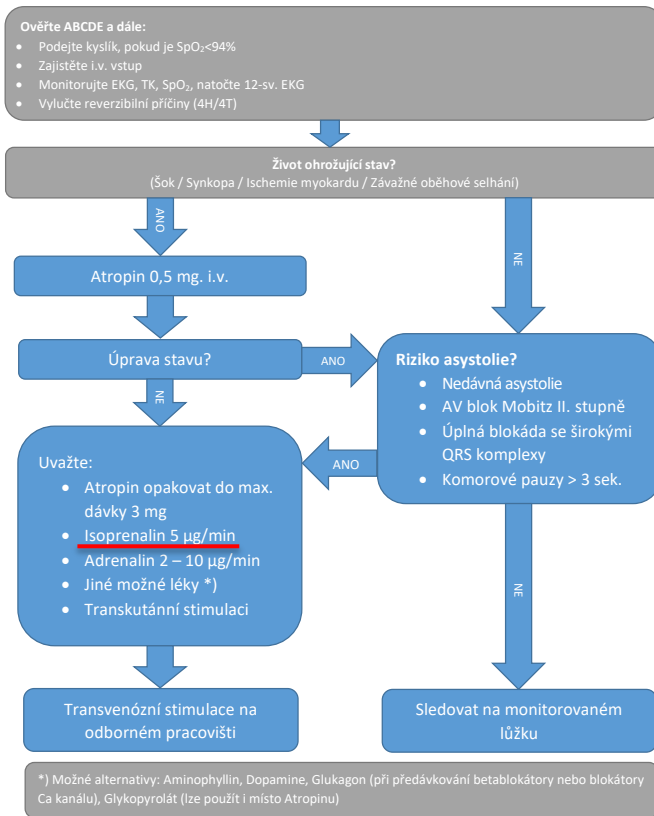 Ověřte ABCDE a dále:
• Podejte kyslík, pokud je SpO₂<94%
• Zajistěte i.v. vstup
• Monitorujte EKG, TK, SpO₂, natočte 12-sv. EKG
• Vylučte reverzibilní příčiny (4H/4T)
Život ohrožující stav?
(Šok / Synkopa / Ischemie myokardu / Závažné oběhové selhání)
ANO
NE
Atropin 0,5 mg. i.v.
Úprava stavu?
ANO
NE
Riziko asystolie?
• Nedávná asystolie
• AV blok Mobitz II. stupně
• Úplná blokáda se širokými
QRS komplexy
• Komorové pauzy > 3 sek.
ANO
NE
Uvažte:
• Atropin opakovat do max.
dávky 3 mg
• Isoprenalin 5 µg/min
• Adrenalin 2 – 10 µg/min
• Jiné možné léky *)
• Transkutánní stimulaci
Transvenózní stimulace na
odborném pracovišti
Sledovat na monitorovaném
lůžku
*) Možné alternativy: Aminophyllin, Dopamine, Glukagon (při předávkování betablokátory nebo blokátory
Ca kanálu), Glykopyrolát (lze použít i místo Atropinu)